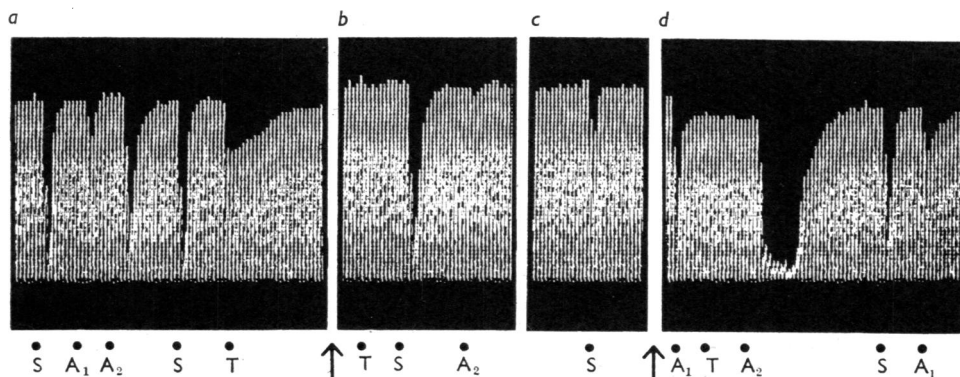 a b c d
S A₁ A₂ S T T S A₂ S A₁ T A₂ S A₁